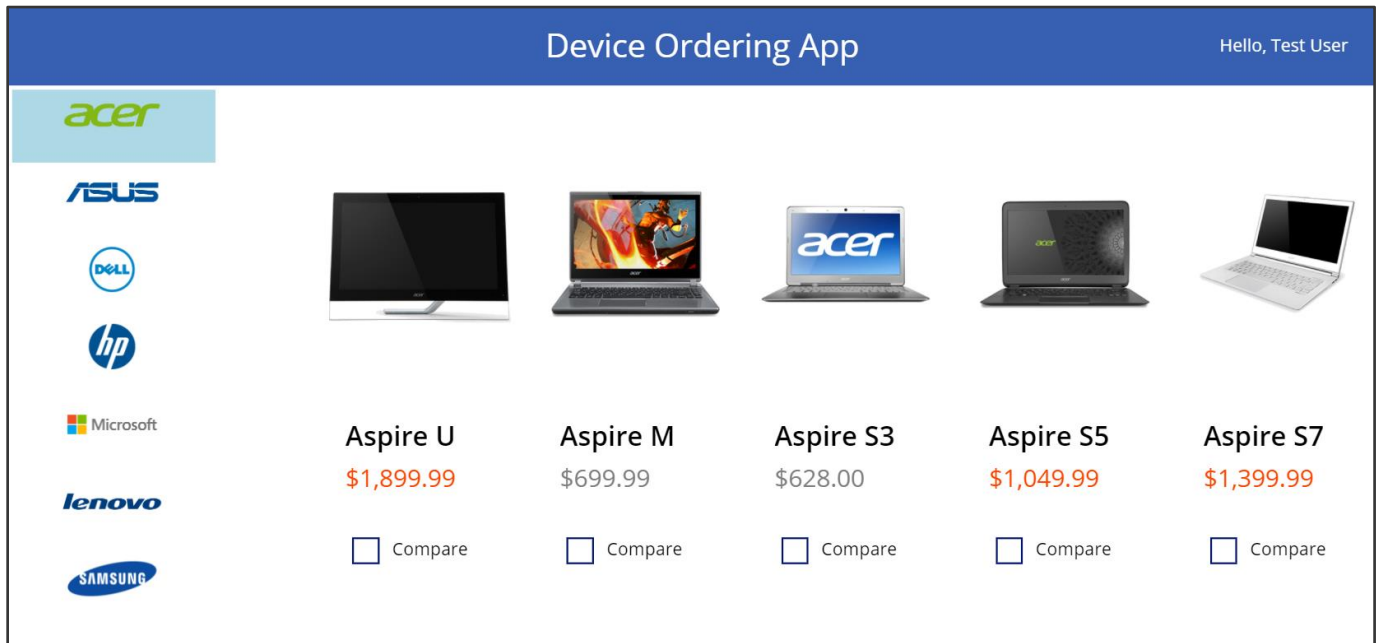 Device Ordering App
Hello, Test User
acer
ASUS
DELL
hp
Microsoft
lenovo
SAMSUNG
acer
acer
Aspire U
Aspire M
Aspire S3
Aspire S5
Aspire S7
$1,899.99
$699.99
$628.00
$1,049.99
$1,399.99
Compare
Compare
Compare
Compare
Compare